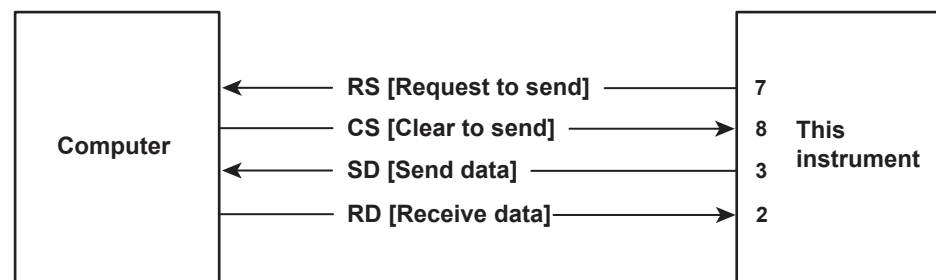 RS [Request to send] 7
CS [Clear to send] 8
Computer
This
instrument
SD [Send data] 3
RD [Receive data] 2